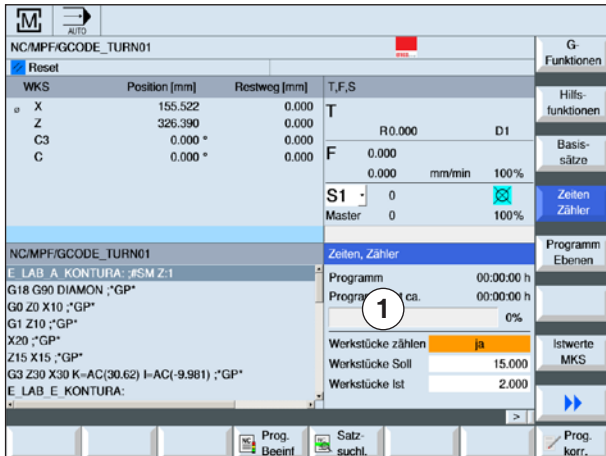 M
AUTO
NC/MPF/GCODE_TURN01
Reset
WKS Position [mm] Restweg [mm]
ø X 155.522 0.000
Z 326.390 0.000
C3 0.000 ° 0.000
C 0.000 ° 0.000
T,F,S
T
R0.000 D1
F 0.000
0.000 mm/min 100%
S1 0
Master 0 100%
NC/MPF/GCODE_TURN01
E_LAB_A_KONTURA: ;#SM Z:1
G18 G90 DIAMON ;*GP*
G0 Z0 X10 ;*GP*
G1 Z10 ;*GP*
X20 ;*GP*
Z15 X15 ;*GP*
G3 Z30 X30 K=AC(30.62) I=AC(-9.981) ;*GP*
E_LAB_E_KONTURA:
Zeiten, Zähler
Programm 00:00:00 h
ca. 00:00:00 h
1
0%
Werkstücke zählen ja
Werkstücke Soll 15.000
Werkstücke Ist 2.000
>
G-
Funktionen
Hilfs-
funktionen
Basis-
sätze
Zeiten
Zähler
Programm
Ebenen
Istwerte
MKS
NC
Prog.
Beeinf
NC
Satz-
suchl.
Prog.
korr.